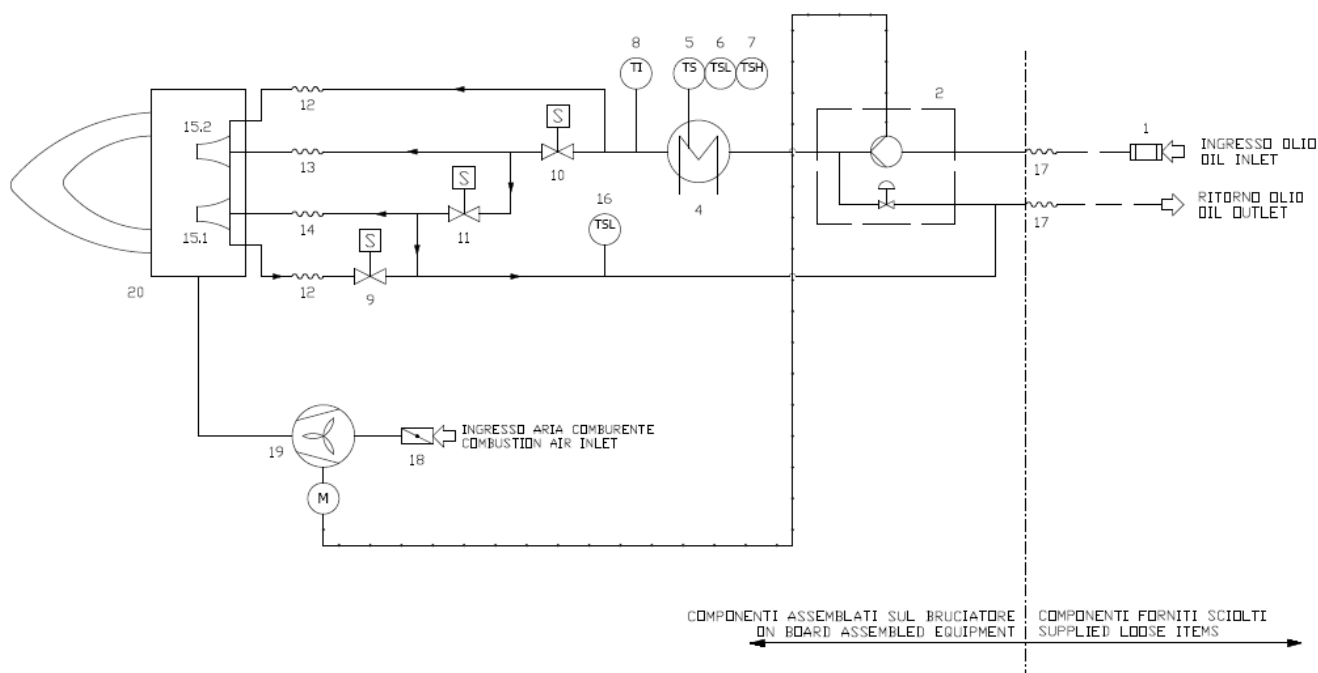 8
5
6
7
TI
TS
TSL
TSH
2
1
INGRESSO OLIO
OIL INLET
12
S
15.2
13
10
17
S
16
4
RITORNO OLIO
OIL OUTLET
15.1
14
11
TSL
17
S
20
12
9
19
18
INGRESSO ARIA COMBURENTE
COMBUSTION AIR INLET
M
COMPONENTI ASSEMBLATI SUL BRUCIATORE
ON BOARD ASSEMBLED EQUIPMENT
COMPONENTI FORNITI SCIOLTI
SUPPLIED LOOSE ITEMS